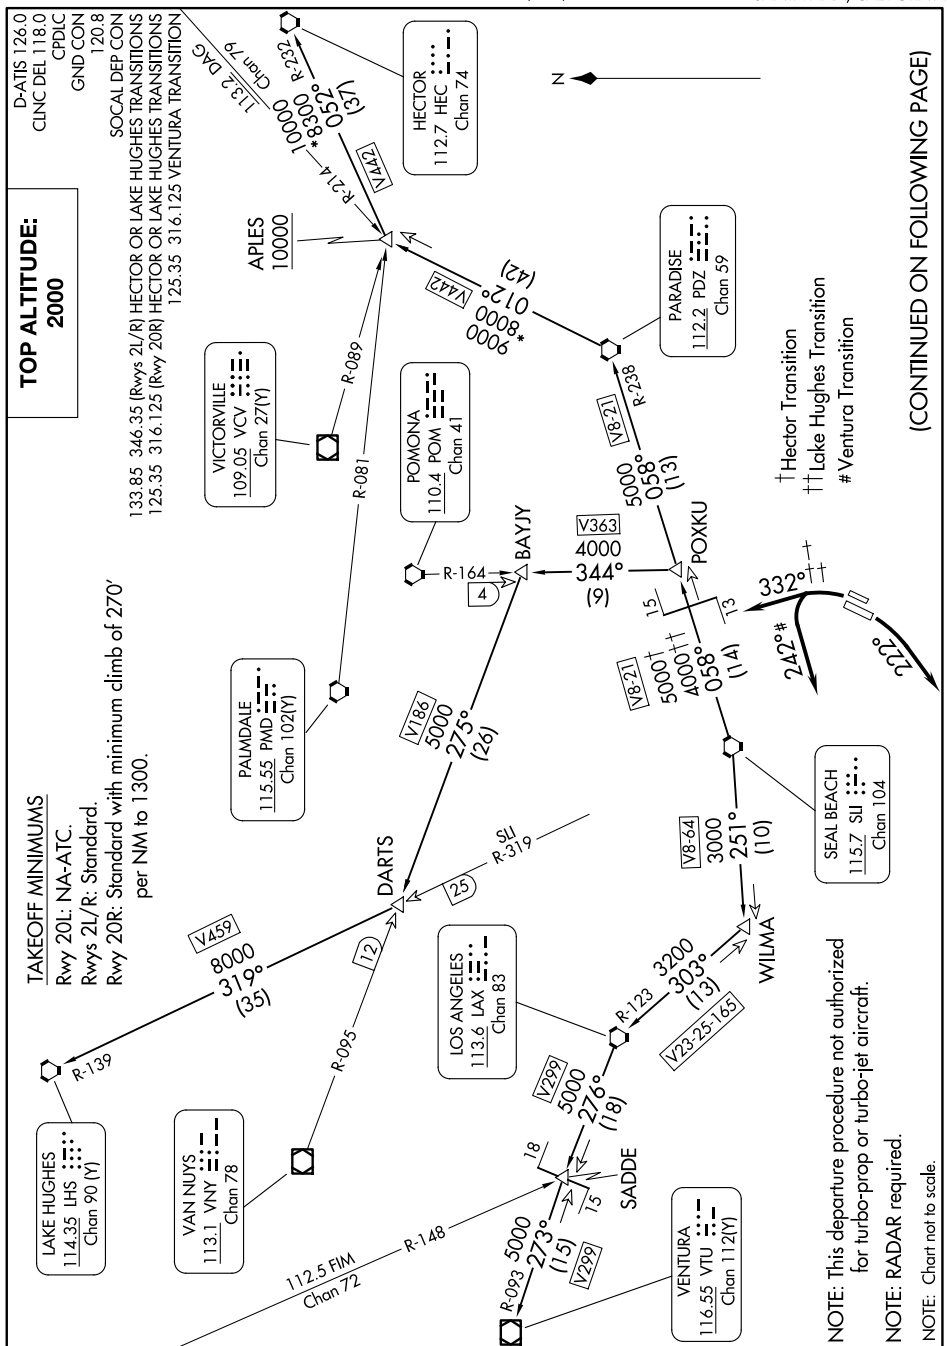 TOP ALTITUDE:
2000
D-ATIS 126.0
CLNC DEL 118.0
CPDLC
GND CON
120.8
SOCAL DEP CON
133.85 346.35 (Rwys 2L/R) HECTOR OR LAKE HUGHES TRANSITIONS
125.35 316.125 (Rwy 20R) HECTOR OR LAKE HUGHES TRANSITIONS
125.35 316.125 VENTURA TRANSITION
TAKEOFF MINIMUMS
Rwy 20L: NA-ATC.
Rwys 2L/R: Standard.
Rwy 20R: Standard with minimum climb of 270'
per NM to 1300.
LAKE HUGHES
114.35 LHS
Chan 90 (Y)
R-139
V459
8000
319°
(35)
VAN NUYS
113.1 VNY
Chan 78
R-095
12
DARTS
25
SLI
R-319
PALMDALE
115.55 PMD
Chan 102(Y)
R-081
VICTORVILLE
109.05 VCV
Chan 27(Y)
R-089
APLES
10000
113.2 DAG
Chan 79
R-214
10000
*8300
052°
(37)
R-232
V442
HECTOR
112.7 HEC
Chan 74
N
POMONA
110.4 POM
Chan 41
R-164
4
BAYJY
V186
5000
275°
(26)
V442
9000
*8000
012°
(42)
PARADISE
112.2 PDZ
Chan 59
V363
4000
344°
(9)
V8-21
5000
058°
(13)
R-238
POXKU
15
13
V8-21
5000†
4000††
058°
(14)
332°
††
†
242°#
222°
SEAL BEACH
115.7 SLI
Chan 104
V8-64
3000
251°
(10)
WILMA
3200
303°
(13)
V23-25-165
R-123
LOS ANGELES
113.6 LAX
Chan 83
V299
5000
276°
(18)
18
15
SADDE
112.5 FIM
Chan 72
R-148
R-093
5000
273°
(15)
V299
VENTURA
116.55 VTU
Chan 112(Y)
†Hector Transition
††Lake Hughes Transition
#Ventura Transition
NOTE: This departure procedure not authorized
for turbo-prop or turbo-jet aircraft.
NOTE: RADAR required.
NOTE: Chart not to scale.
(CONTINUED ON FOLLOWING PAGE)